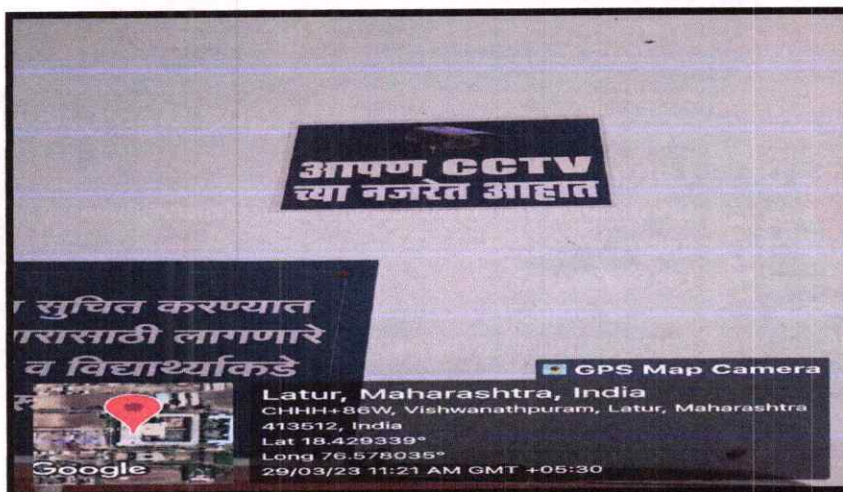 आपण CCTV
च्या नजरेत आहात
सुचित करण्यात
लागणारे
व विद्यार्थ्यांकडे
GPS Map Camera
Latur, Maharashtra, India
CHHH+86W, Vishwanathpuram, Latur, Maharashtra
413512, India
Lat 18.429339°
Long 76.578035°
29/03/23 11:21 AM GMT +05:30
Google